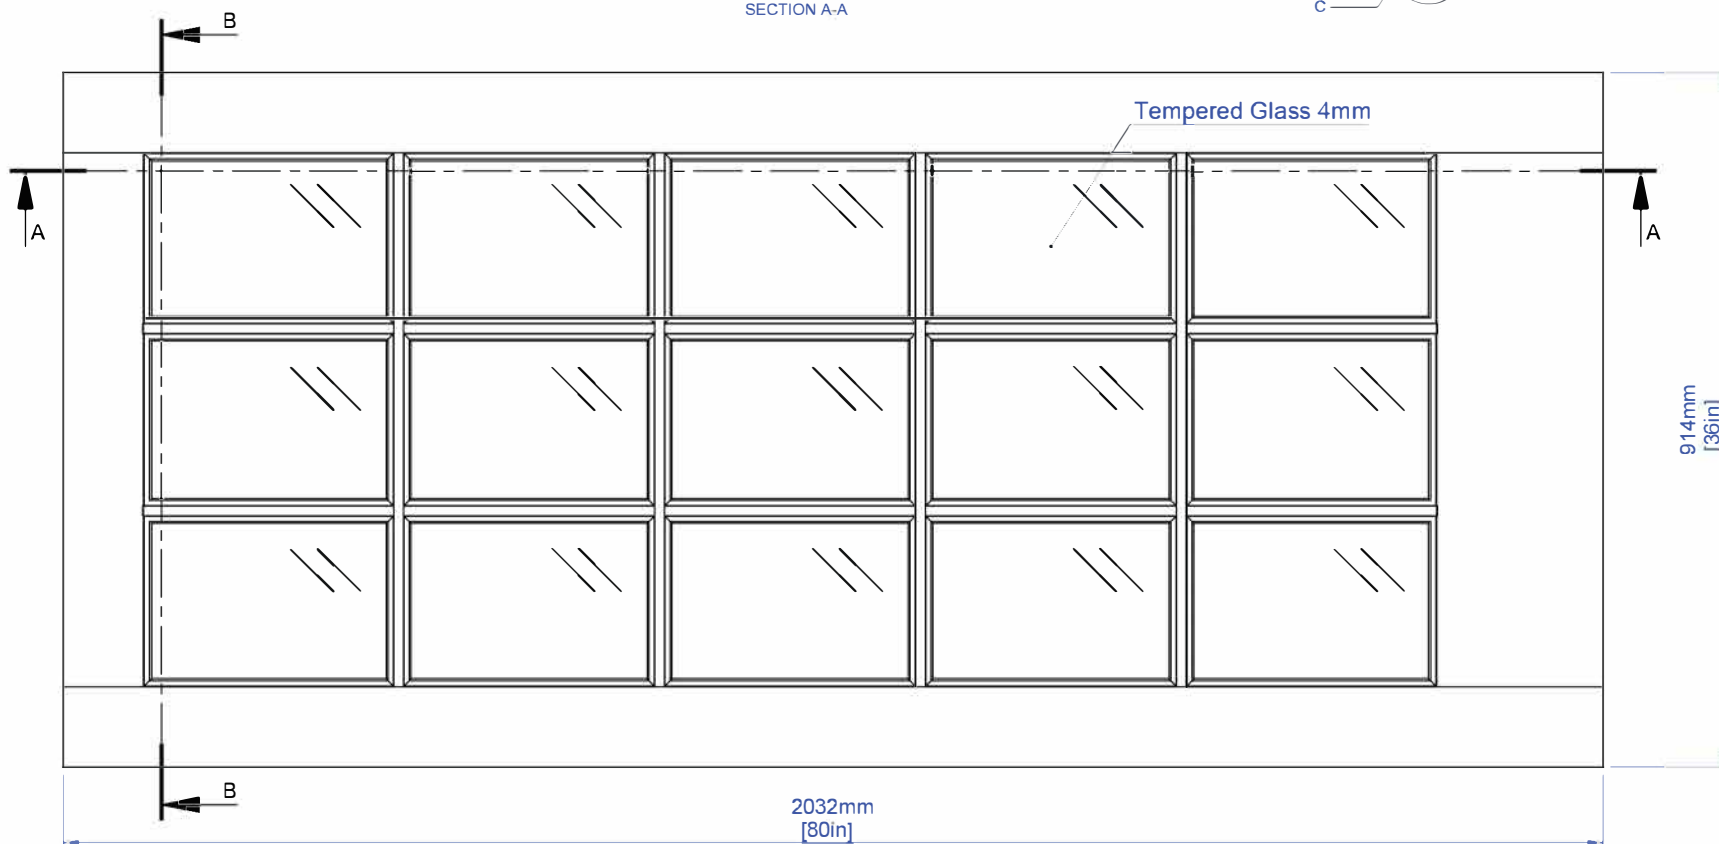 SECTION A-A
C
B
Tempered Glass 4mm
A
A
914mm
[36in]
B
2032mm
[80in]